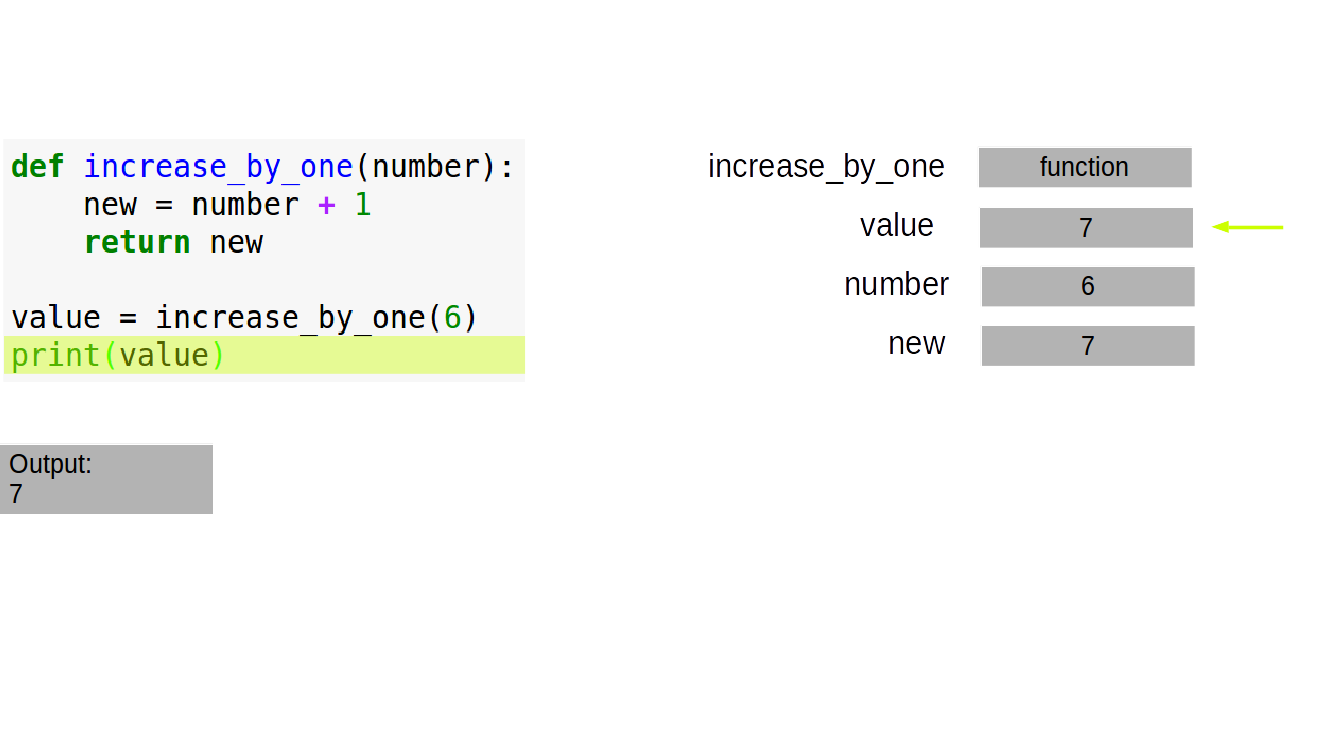 def increase_by_one(number):
    new = number + 1
    return new
value = increase_by_one(6)
print(value)
Output:
7
increase_by_one function
value 7
number 6
new 7